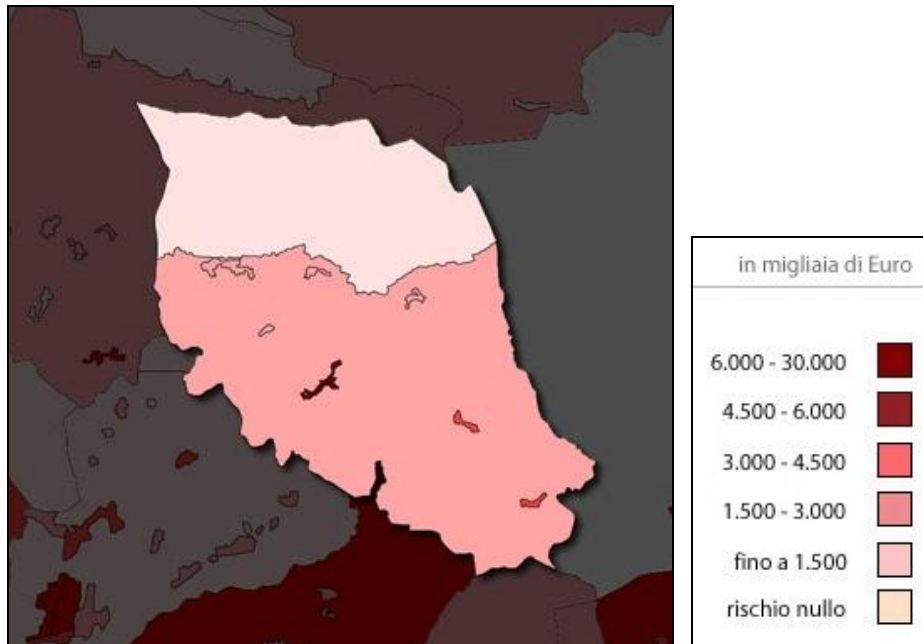 in migliaia di Euro
6.000 - 30.000
4.500 - 6.000
3.000 - 4.500
1.500 - 3.000
fino a 1.500
rischio nullo